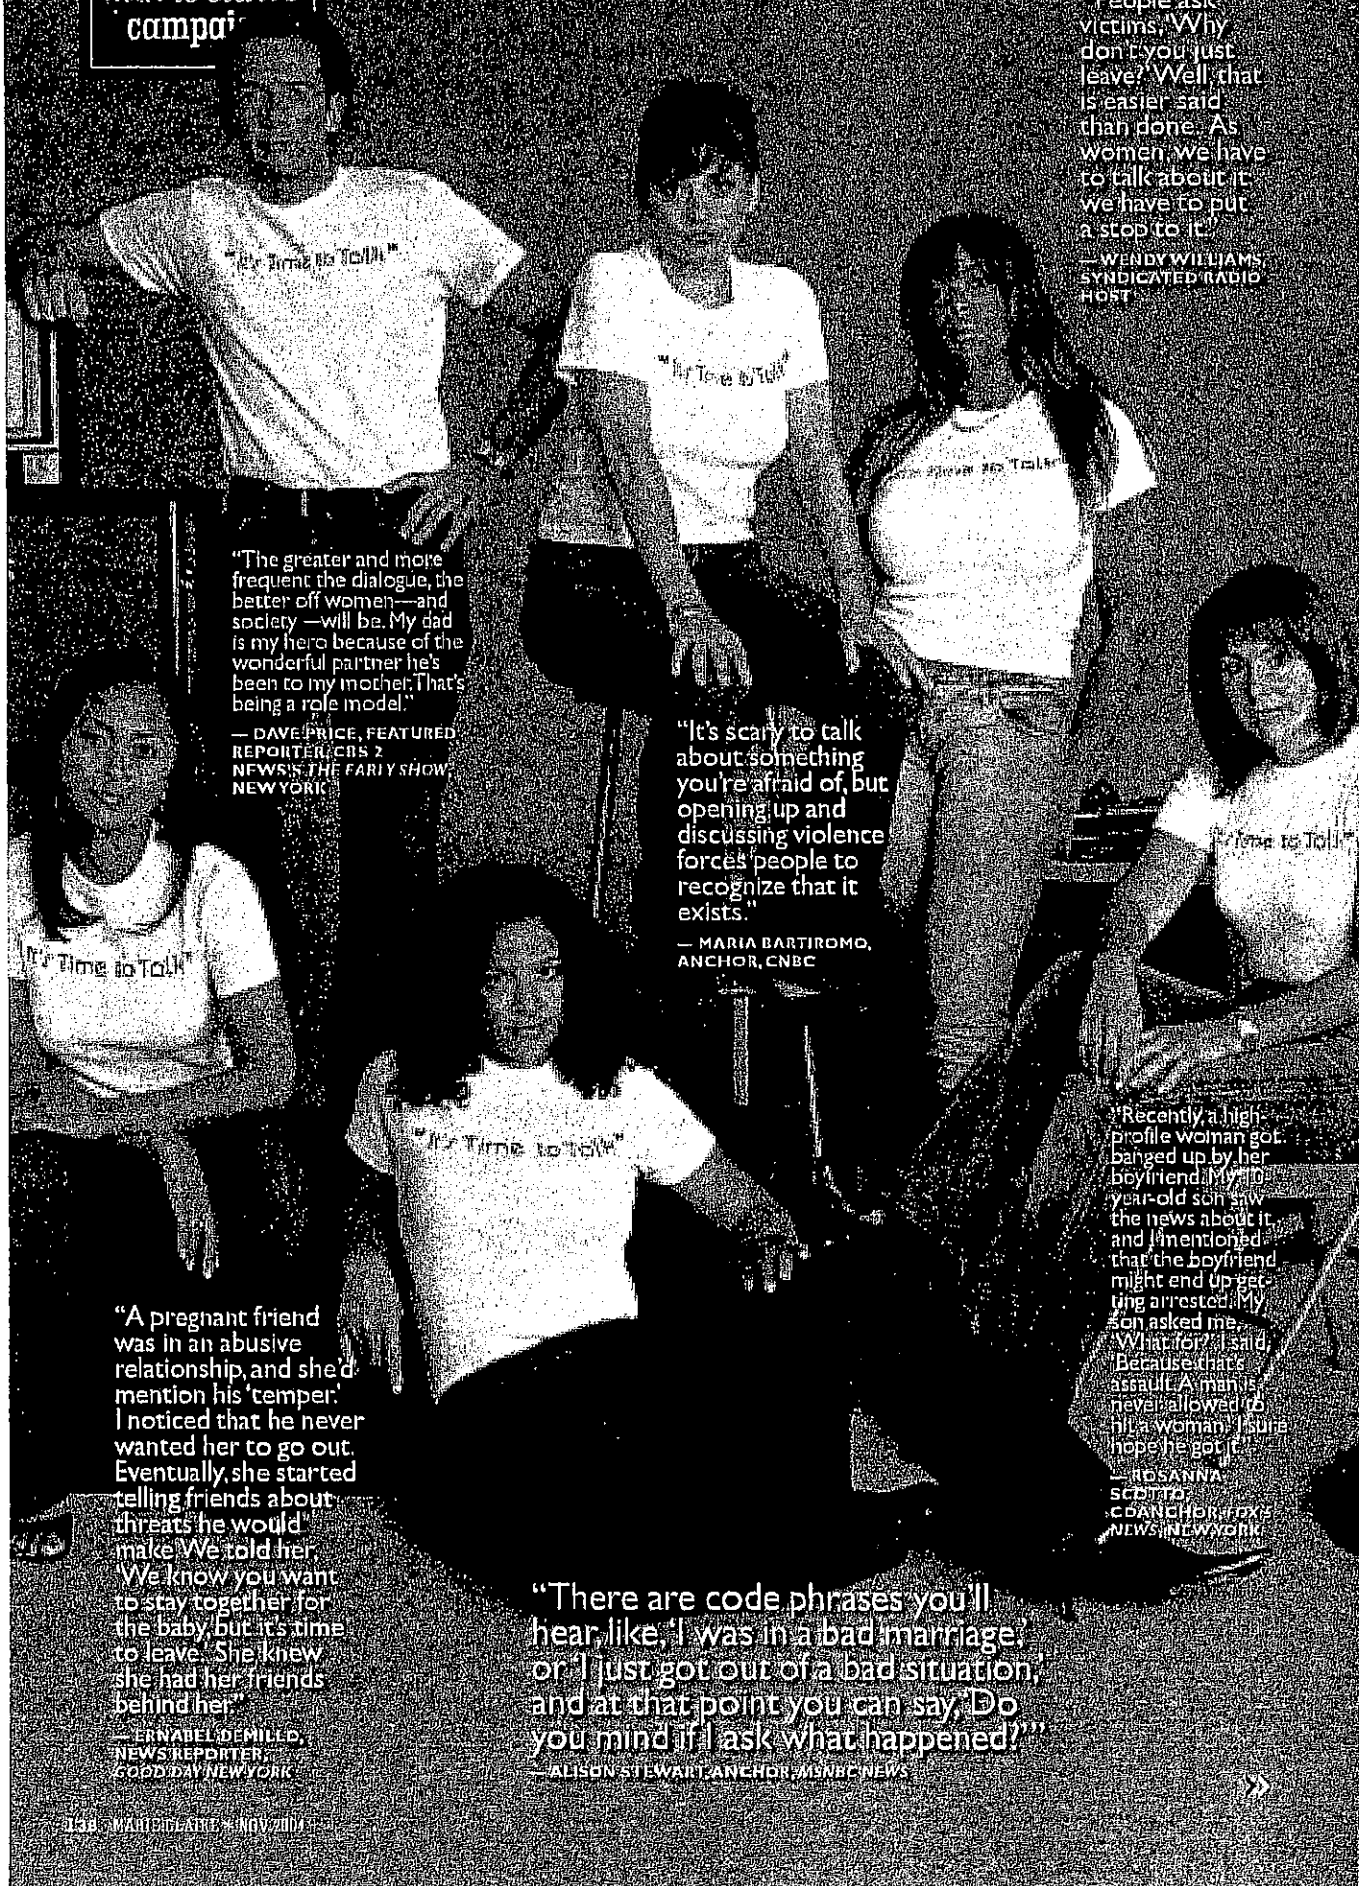 campai
"People ask
victims, 'Why
don't you just
leave?' Well, that
is easier said
than done. As
women, we have
to talk about it
we have to put
a stop to it."
— WENDY WILLIAMS,
SYNDICATED RADIO
HOST
"It's Time to Talk"
"It's Time to Talk"
Time to Talk"
"The greater and more
frequent the dialogue, the
better off women—and
society —will be. My dad
is my hero because of the
wonderful partner he's
been to my mother. That's
being a role model."
— DAVE PRICE, FEATURED
REPORTER, CBS 2
NEWS'S THE EARLY SHOW,
NEW YORK
"It's scary to talk
about something
you're afraid of, but
opening up and
discussing violence
forces people to
recognize that it
exists."
— MARIA BARTIROMO,
ANCHOR, CNBC
Time to Talk"
"It's Time to Talk"
"It's Time to Talk"
"Recently, a high-
profile woman got
banged up by her
boyfriend. My 10-
year-old son saw
the news about it,
and I mentioned
that the boyfriend
might end up get-
ting arrested. My
son asked me,
'What for?' I said,
'Because that's
assault. A man is
never allowed to
hit a woman.' I sure
hope he got it."
— ROSANNA
SCOTTO,
COANCHOR, FOX 5
NEWS, NEW YORK
"A pregnant friend
was in an abusive
relationship, and she'd
mention his 'temper.'
I noticed that he never
wanted her to go out.
Eventually, she started
telling friends about
threats he would
make. We told her,
'We know you want
to stay together for
the baby, but it's time
to leave.' She knew
she had her friends
behind her."
— ERNABEL DEMILLO,
NEWS REPORTER,
GOOD DAY NEW YORK
"There are code phrases you'll
hear, like, 'I was in a bad marriage,'
or 'I just got out of a bad situation,'
and at that point you can say, 'Do
you mind if I ask what happened?'"
— ALISON STEWART, ANCHOR, MSNBC NEWS
»
138 MARIE CLAIRE * NOV 2004